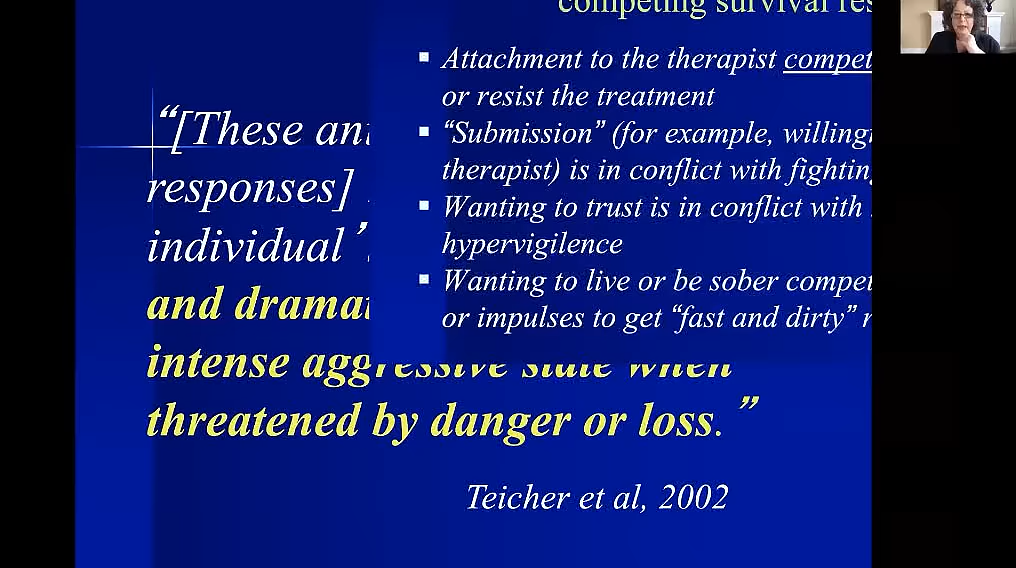 competing survival res
▪ Attachment to the therapist compet
or resist the treatment
▪ “Submission” (for example, willing
therapist) is in conflict with fighting
▪ Wanting to trust is in conflict with
hypervigilence
▪ Wanting to live or be sober compet
or impulses to get “fast and dirty” r
“[These ani
responses]
individual’s
and dramat
intense aggressive state when
threatened by danger or loss.”
Teicher et al, 2002